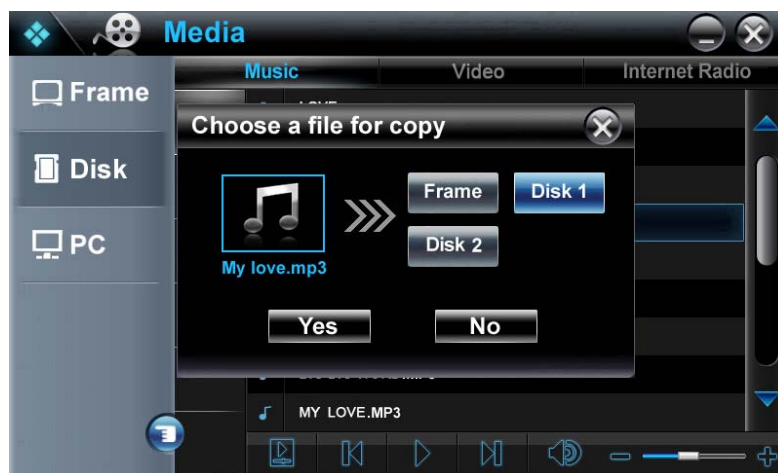 Media
Music Video Internet Radio
Frame
Disk
PC
Choose a file for copy
Frame Disk 1
Disk 2
My love.mp3
Yes No
MY LOVE.MP3